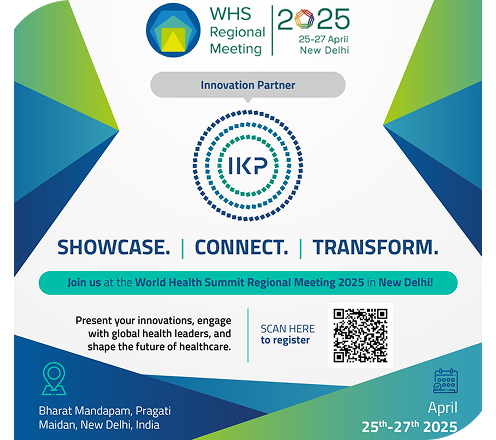 WHS
Regional
Meeting
2025
25-27 April
New Delhi
Innovation Partner
IKP
SHOWCASE. | CONNECT. | TRANSFORM.
Join us at the World Health Summit Regional Meeting 2025 in New Delhi!
Present your innovations, engage
with global health leaders, and
shape the future of healthcare.
SCAN HERE
to register
Bharat Mandapam, Pragati
Maidan, New Delhi, India
April
25th-27th 2025